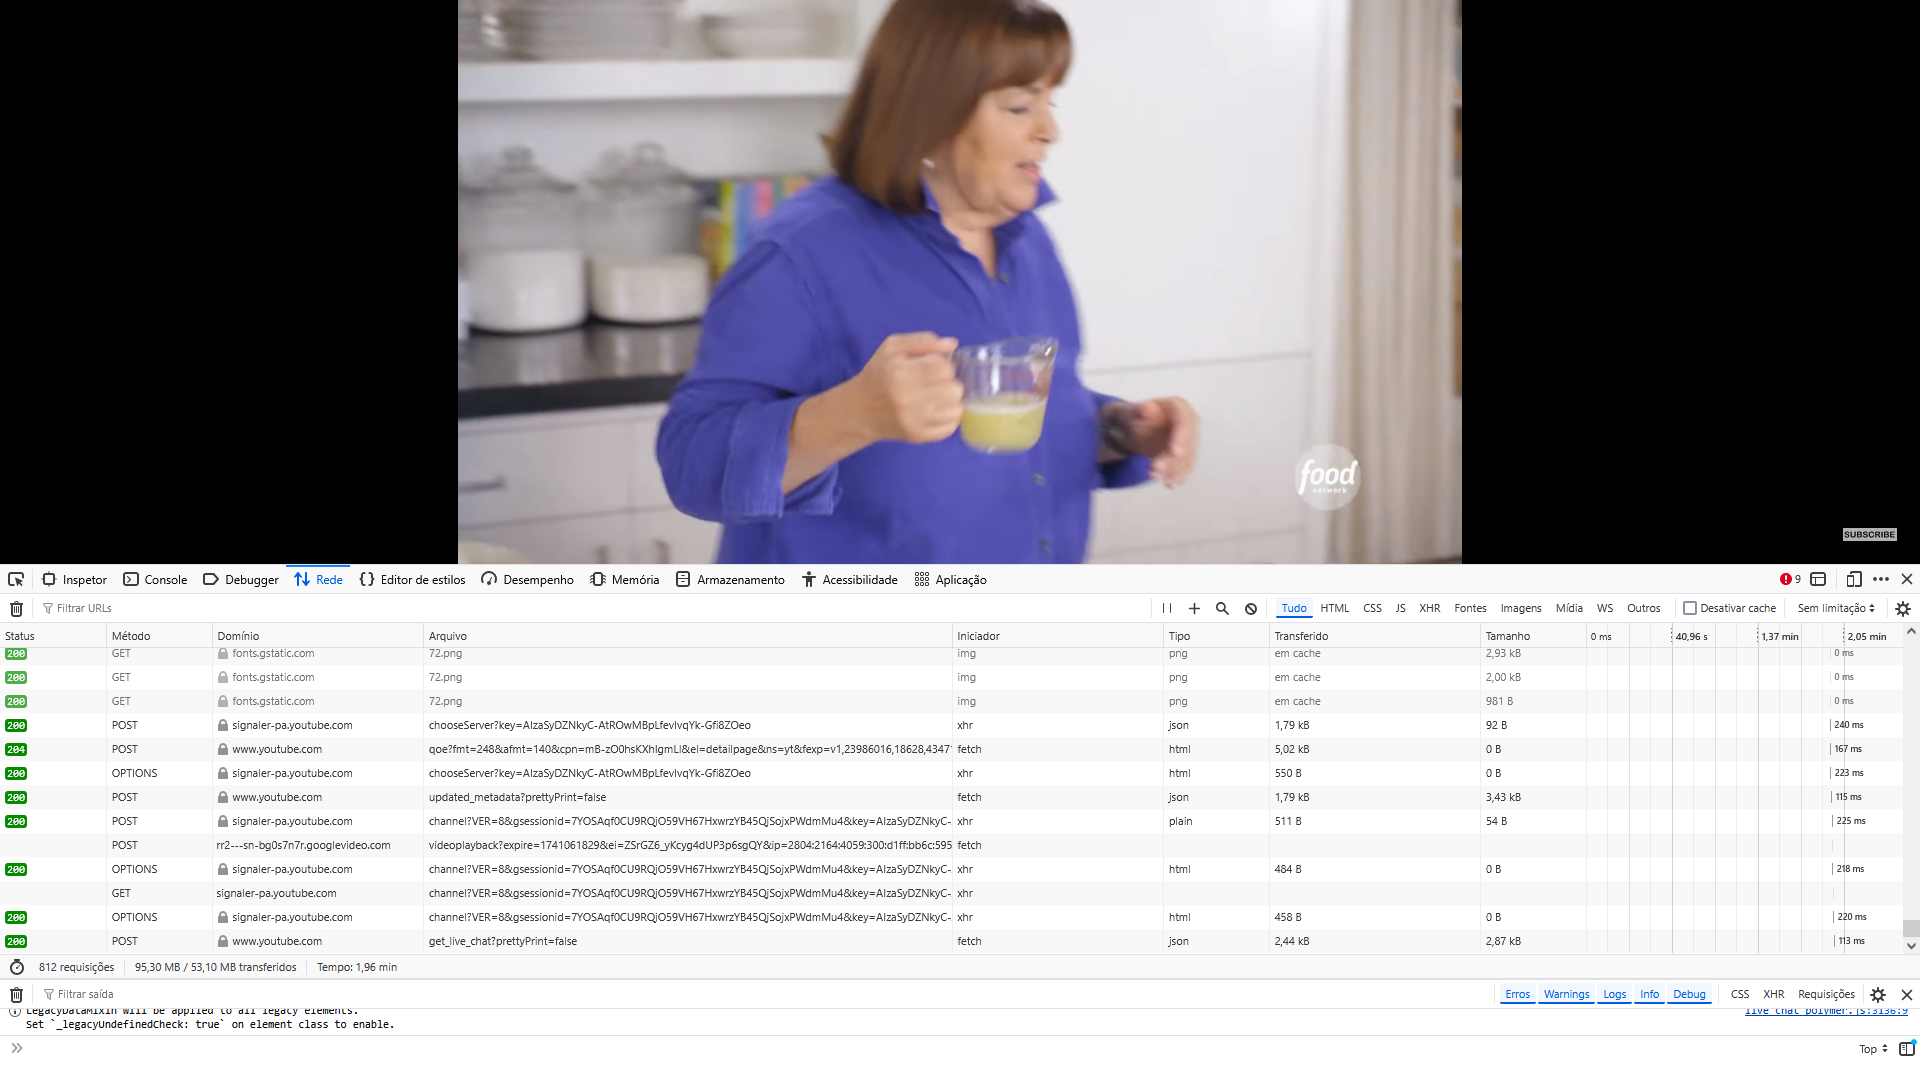 food
network
SUBSCRIBE
Inspetor Console Debugger Rede Editor de estilos Desempenho Memória Armazenamento Acessibilidade Aplicação 9
Filtrar URLs Tudo HTML CSS JS XHR Fontes Imagens Mídia WS Outros Desativar cache Sem limitação
Status Método Domínio Arquivo Iniciador Tipo Transferido Tamanho 0 ms 40,96 s 1,37 min 2,05 min
200 GET fonts.gstatic.com 72.png img png em cache 2,93 kB 0 ms
200 GET fonts.gstatic.com 72.png img png em cache 2,00 kB 0 ms
200 GET fonts.gstatic.com 72.png img png em cache 981 B 0 ms
200 POST signaler-pa.youtube.com chooseServer?key=AIzaSyDZNkyC-AtROwMBpLfevIvqYk-Gfi8ZOeo xhr json 1,79 kB 92 B 240 ms
204 POST www.youtube.com qoe?fmt=248&afmt=140&cpn=mB-zO0hsKXhIgmLl&el=detailpage&ns=yt&fexp=v1,23986016,18628,4347 fetch html 5,02 kB 0 B 167 ms
200 OPTIONS signaler-pa.youtube.com chooseServer?key=AIzaSyDZNkyC-AtROwMBpLfevIvqYk-Gfi8ZOeo xhr html 550 B 0 B 223 ms
200 POST www.youtube.com updated_metadata?prettyPrint=false fetch json 1,79 kB 3,43 kB 115 ms
200 POST signaler-pa.youtube.com channel?VER=8&gsessionid=7YOSAqf0CU9RQjO59VH67HxwrzYB45QjSojxPWdmMu4&key=AIzaSyDZNkyC- xhr plain 511 B 54 B 225 ms
POST rr2---sn-bg0s7n7r.googlevideo.com videoplayback?expire=1741061829&ei=ZSrGZ6_yKcyg4dUP3p6sgQY&ip=2804:2164:4059:300:d1ff:bb6c:595 fetch
200 OPTIONS signaler-pa.youtube.com channel?VER=8&gsessionid=7YOSAqf0CU9RQjO59VH67HxwrzYB45QjSojxPWdmMu4&key=AIzaSyDZNkyC- xhr html 484 B 0 B 218 ms
GET signaler-pa.youtube.com channel?VER=8&gsessionid=7YOSAqf0CU9RQjO59VH67HxwrzYB45QjSojxPWdmMu4&key=AIzaSyDZNkyC- xhr
200 OPTIONS signaler-pa.youtube.com channel?VER=8&gsessionid=7YOSAqf0CU9RQjO59VH67HxwrzYB45QjSojxPWdmMu4&key=AIzaSyDZNkyC- xhr html 458 B 0 B 220 ms
200 POST www.youtube.com get_live_chat?prettyPrint=false fetch json 2,44 kB 2,87 kB 113 ms
812 requisições 95,30 MB / 53,10 MB transferidos Tempo: 1,96 min
Filtrar saída Erros Warnings Logs Info Debug CSS XHR Requisições
LegacyDataMixin will be applied to all legacy elements. live_chat_polymer.js:3136:9
Set `_legacyUndefinedCheck: true` on element class to enable.
Top